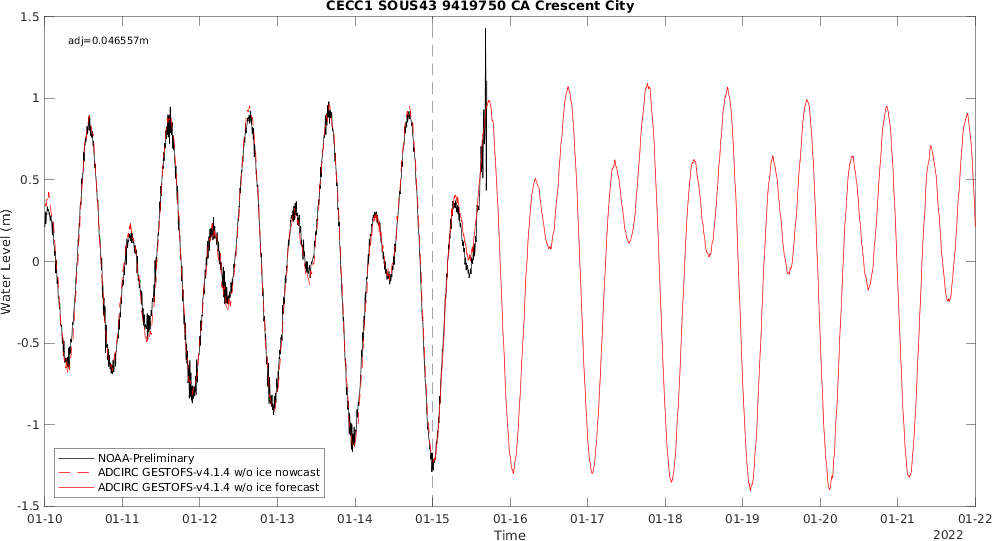 CECC1 SOUS43 9419750 CA Crescent City
adj=0.046557m
1.5
1
0.5
0
-0.5
-1
-1.5
Water Level (m)
NOAA-Preliminary
ADCIRC GESTOFS-v4.1.4 w/o ice nowcast
ADCIRC GESTOFS-v4.1.4 w/o ice forecast
01-10 01-11 01-12 01-13 01-14 01-15 01-16 01-17 01-18 01-19 01-20 01-21 01-22
Time
2022